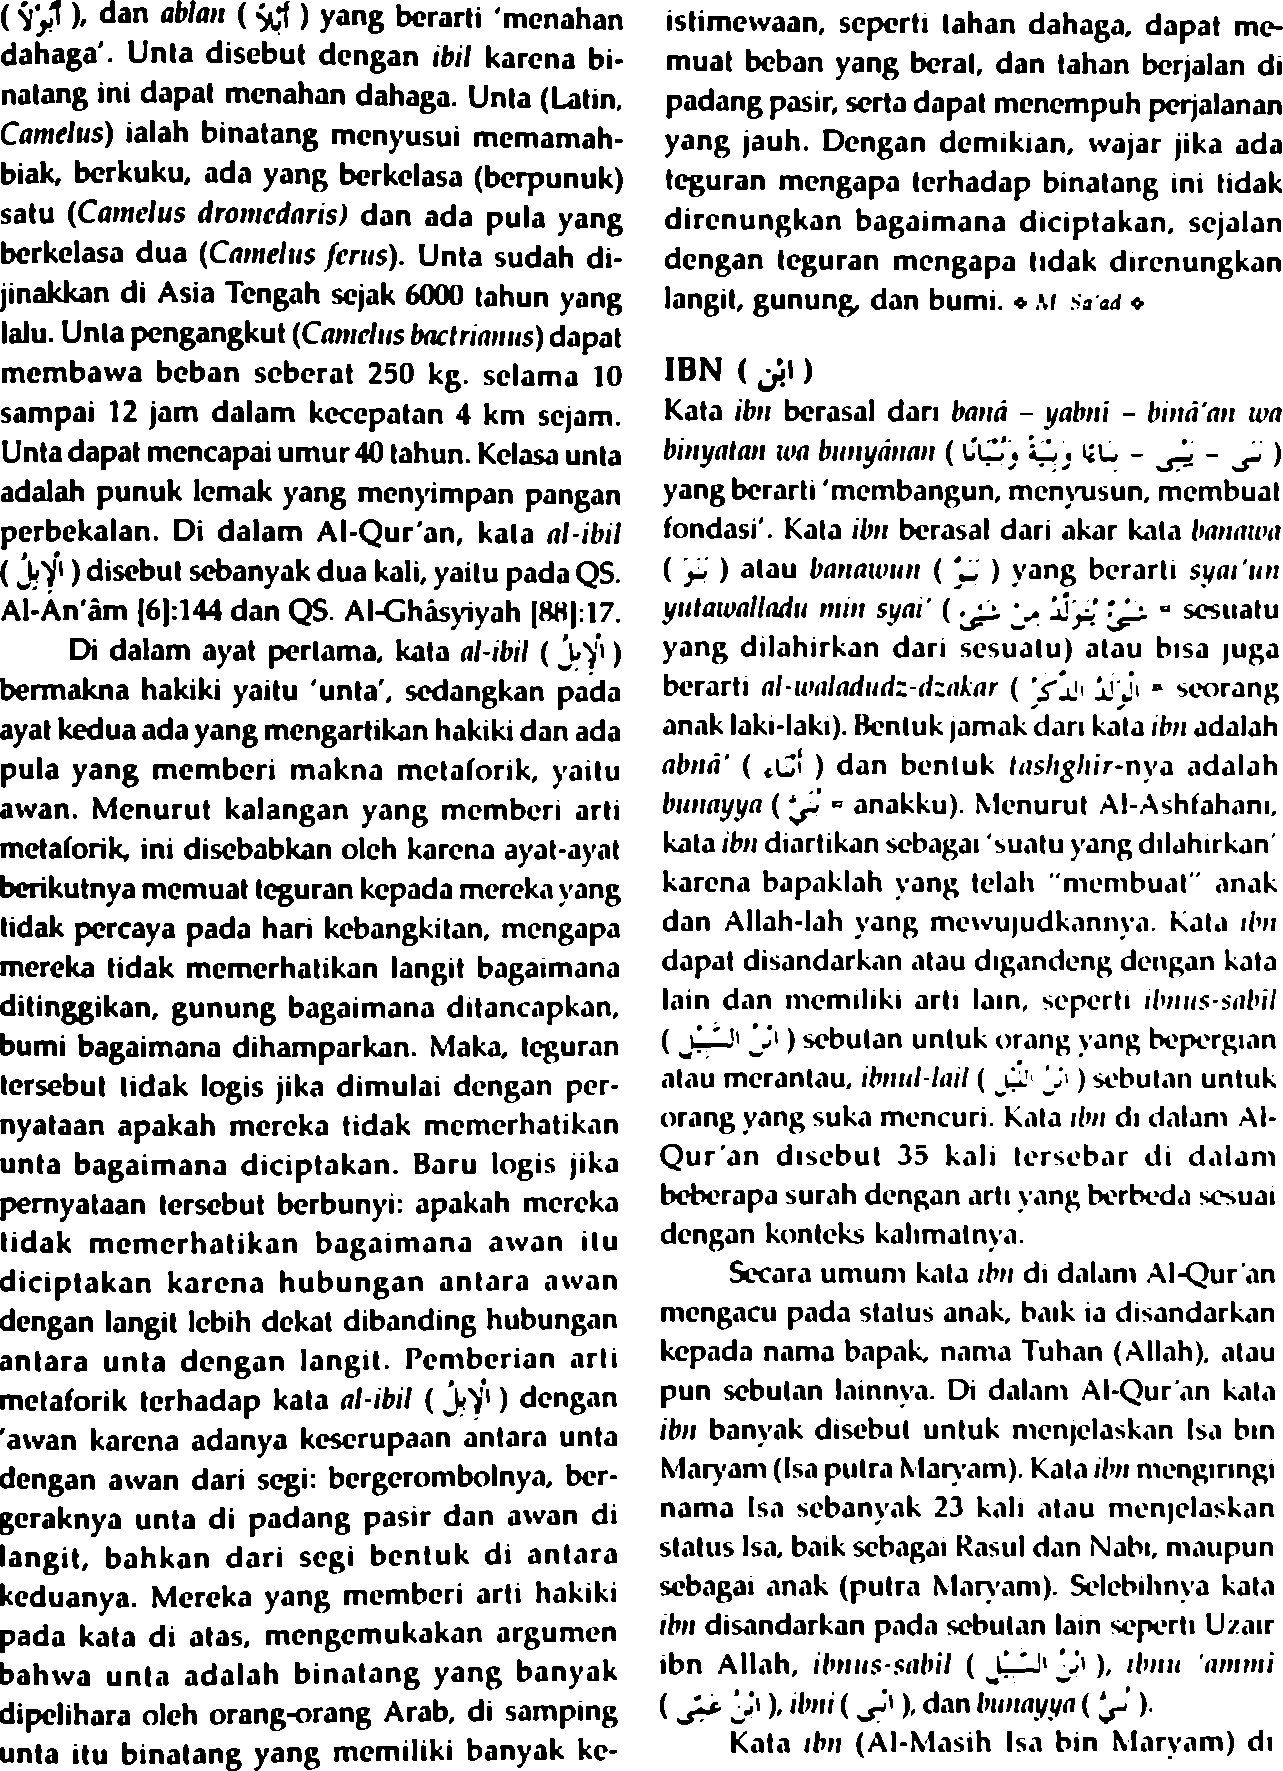 ( أُبُوْلًا ), dan ablan ( أَبْلًا ) yang berarti 'menahan
dahaga'. Unta disebut dengan ibil karena bi-
natang ini dapat menahan dahaga. Unta (Latin,
Camelus) ialah binatang menyusui memamah-
biak, berkuku, ada yang berkelasa (berpunuk)
satu (Camelus dromedaris) dan ada pula yang
berkelasa dua (Camelus ferus). Unta sudah di-
jinakkan di Asia Tengah sejak 6000 tahun yang
lalu. Unta pengangkut (Camelus bactrianus) dapat
membawa beban seberat 250 kg. selama 10
sampai 12 jam dalam kecepatan 4 km sejam.
Unta dapat mencapai umur 40 tahun. Kelasa unta
adalah punuk lemak yang menyimpan pangan
perbekalan. Di dalam Al-Qur'an, kata al-ibil
( اْلإِبِلُ ) disebut sebanyak dua kali, yaitu pada QS.
Al-An'âm [6]:144 dan QS. Al-Ghâsyiyah [88]:17.
Di dalam ayat pertama, kata al-ibil ( اْلإِبِلُ )
bermakna hakiki yaitu 'unta', sedangkan pada
ayat kedua ada yang mengartikan hakiki dan ada
pula yang memberi makna metaforik, yaitu
awan. Menurut kalangan yang memberi arti
metaforik, ini disebabkan oleh karena ayat-ayat
berikutnya memuat teguran kepada mereka yang
tidak percaya pada hari kebangkitan, mengapa
mereka tidak memerhatikan langit bagaimana
ditinggikan, gunung bagaimana ditancapkan,
bumi bagaimana dihamparkan. Maka, teguran
tersebut tidak logis jika dimulai dengan per-
nyataan apakah mereka tidak memerhatikan
unta bagaimana diciptakan. Baru logis jika
pernyataan tersebut berbunyi: apakah mereka
tidak memerhatikan bagaimana awan itu
diciptakan karena hubungan antara awan
dengan langit lebih dekat dibanding hubungan
antara unta dengan langit. Pemberian arti
metaforik terhadap kata al-ibil ( اْلإِبِلُ ) dengan
'awan karena adanya keserupaan antara unta
dengan awan dari segi: bergerombolnya, ber-
geraknya unta di padang pasir dan awan di
langit, bahkan dari segi bentuk di antara
keduanya. Mereka yang memberi arti hakiki
pada kata di atas, mengemukakan argumen
bahwa unta adalah binatang yang banyak
dipelihara oleh orang-orang Arab, di samping
unta itu binatang yang memiliki banyak ke-
istimewaan, seperti tahan dahaga, dapat me-
muat beban yang berat, dan tahan berjalan di
padang pasir, serta dapat menempuh perjalanan
yang jauh. Dengan demikian, wajar jika ada
teguran mengapa terhadap binatang ini tidak
direnungkan bagaimana diciptakan, sejalan
dengan teguran mengapa tidak direnungkan
langit, gunung, dan bumi. ❖ M Sa'ad ❖
IBN ( اِبْن )
Kata ibn berasal dari banâ – yabnî – binâ'an wa
binyatan wa bunyânan ( بَنَى – يَبْنِى – بِنَاءً وَبِنْيَةً وَبُنْيَانًا )
yang berarti 'membangun, menyusun, membuat
fondasi'. Kata ibn berasal dari akar kata banawa
( بَنَوَ ) atau banawun ( بَنَوٌ ) yang berarti syai'un
yutawalladu min syai' ( شَيْئٌ يُتَوَلَّدُ مِنْ شَيْئٍ = sesuatu
yang dilahirkan dari sesuatu) atau bisa juga
berarti al-waladudz-dzakar ( الْوَلَدُ الذَّكَرُ = seorang
anak laki-laki). Bentuk jamak dari kata ibn adalah
abnâ' ( أَبْنَاء ) dan bentuk tashghir-nya adalah
bunayya ( بُنَيَّ = anakku). Menurut Al-Ashfahani,
kata ibn diartikan sebagai 'suatu yang dilahirkan'
karena bapaklah yang telah "membuat" anak
dan Allah-lah yang mewujudkannya. Kata ibn
dapat disandarkan atau digandeng dengan kata
lain dan memiliki arti lain, seperti ibnus-sabîl
( ابْنُ السَّبِيْلِ ) sebutan untuk orang yang bepergian
atau merantau, ibnul-lail ( ابْنُ اللَّيْلِ ) sebutan untuk
orang yang suka mencuri. Kata ibn di dalam Al-
Qur'an disebut 35 kali tersebar di dalam
beberapa surah dengan arti yang berbeda sesuai
dengan konteks kalimatnya.
Secara umum kata ibn di dalam Al-Qur'an
mengacu pada status anak, baik ia disandarkan
kepada nama bapak, nama Tuhan (Allah), atau
pun sebutan lainnya. Di dalam Al-Qur'an kata
ibn banyak disebut untuk menjelaskan Isa bin
Maryam (Isa putra Maryam). Kata ibn mengiringi
nama Isa sebanyak 23 kali atau menjelaskan
status Isa, baik sebagai Rasul dan Nabi, maupun
sebagai anak (putra Maryam). Selebihnya kata
ibn disandarkan pada sebutan lain seperti Uzair
ibn Allah, ibnus-sabîl ( ابْنُ السَّبِيْلِ ), ibnu 'ammî
( ابْنُ عَمِّى ), ibnî ( ابْنِى ), dan bunayya ( بُنَيَّ ).
Kata ibn (Al-Masih Isa bin Maryam) di